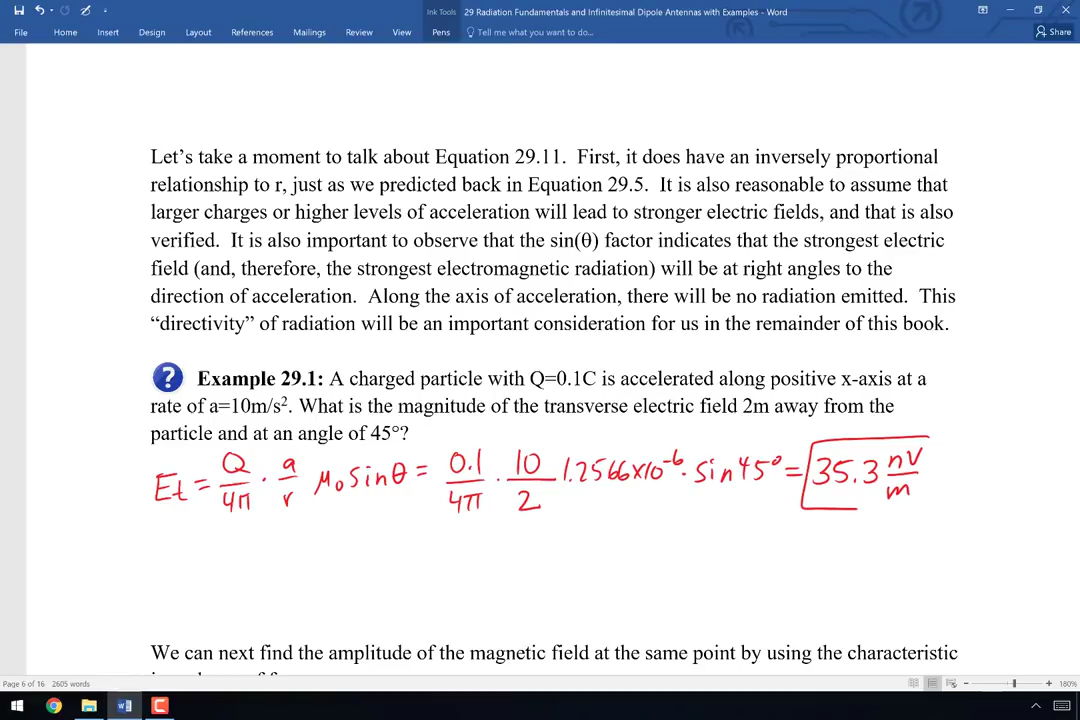 Ink Tools
29 Radiation Fundamentals and Infinitesimal Dipole Antennas with Examples - Word
File Home Insert Design Layout References Mailings Review View Pens Tell me what you want to do... Share
Let’s take a moment to talk about Equation 29.11. First, it does have an inversely proportional
relationship to r, just as we predicted back in Equation 29.5. It is also reasonable to assume that
larger charges or higher levels of acceleration will lead to stronger electric fields, and that is also
verified. It is also important to observe that the sin(θ) factor indicates that the strongest electric
field (and, therefore, the strongest electromagnetic radiation) will be at right angles to the
direction of acceleration. Along the axis of acceleration, there will be no radiation emitted. This
“directivity” of radiation will be an important consideration for us in the remainder of this book.
? Example 29.1: A charged particle with Q=0.1C is accelerated along positive x-axis at a
rate of a=10m/s². What is the magnitude of the transverse electric field 2m away from the
particle and at an angle of 45°?
Et = Q/4π · a/r μ₀ sinθ = 0.1/4π · 10/2 1.2566x10⁻⁶ · sin45° = 35.3 nV/m
We can next find the amplitude of the magnetic field at the same point by using the characteristic
Page 6 of 16 2605 words 180%